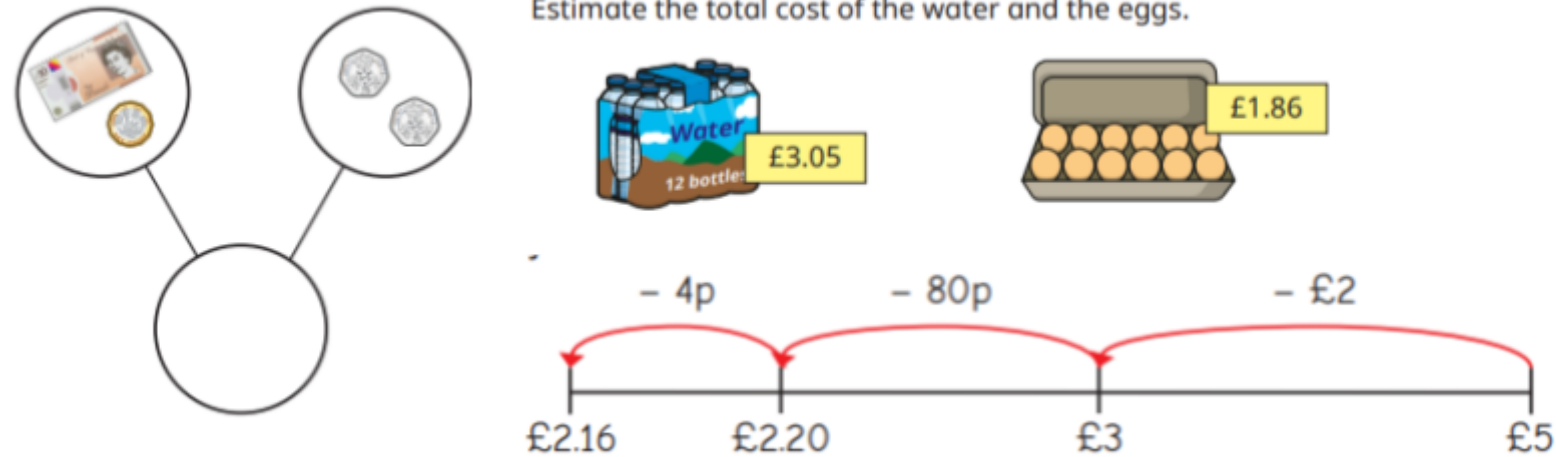 Estimate the total cost of the water and the eggs.
Water
12 bottles
£3.05
£1.86
– 4p
– 80p
– £2
£2.16
£2.20
£3
£5